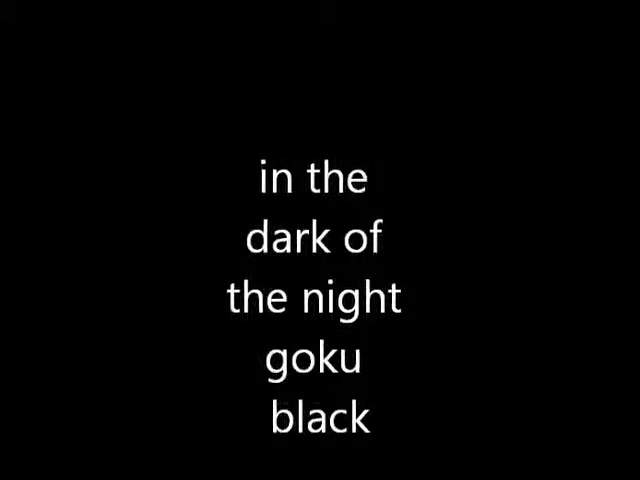 in the
dark of
the night
goku
black